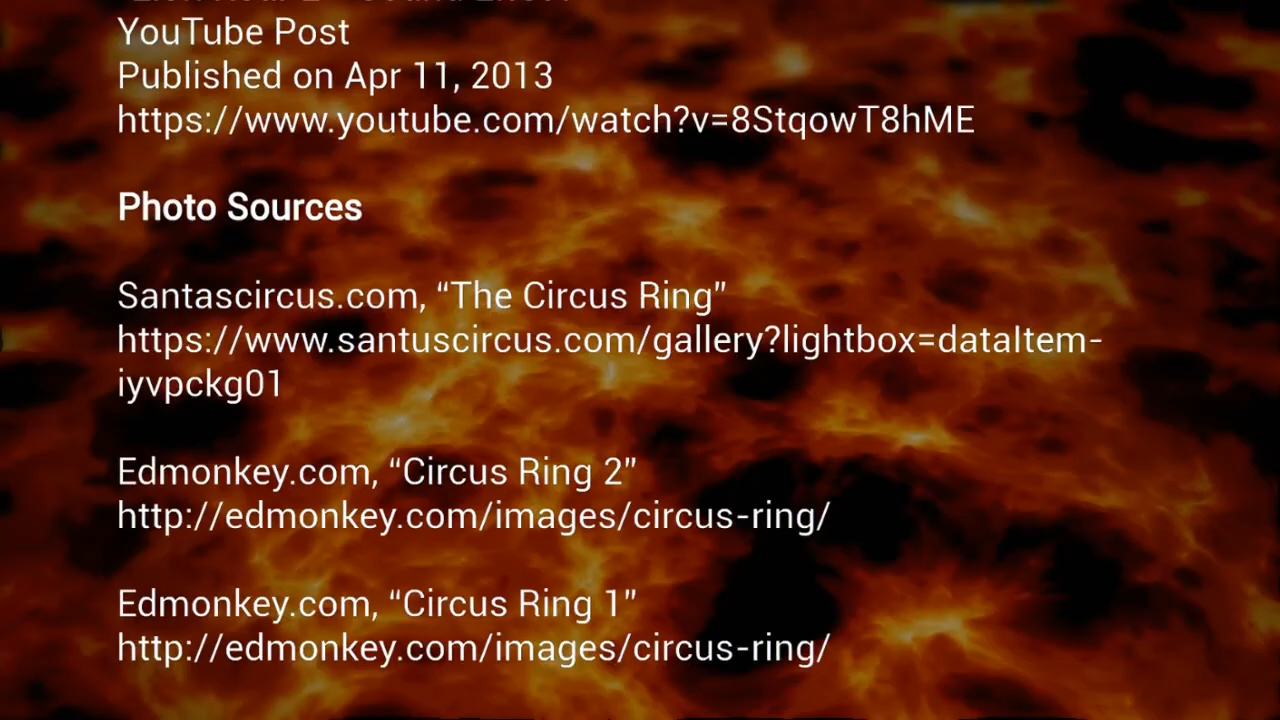 YouTube Post
Published on Apr 11, 2013
https://www.youtube.com/watch?v=8StqowT8hME
Photo Sources
Santascircus.com, “The Circus Ring”
https://www.santuscircus.com/gallery?lightbox=dataItem-
iyvpckg01
Edmonkey.com, “Circus Ring 2”
http://edmonkey.com/images/circus-ring/
Edmonkey.com, “Circus Ring 1”
http://edmonkey.com/images/circus-ring/